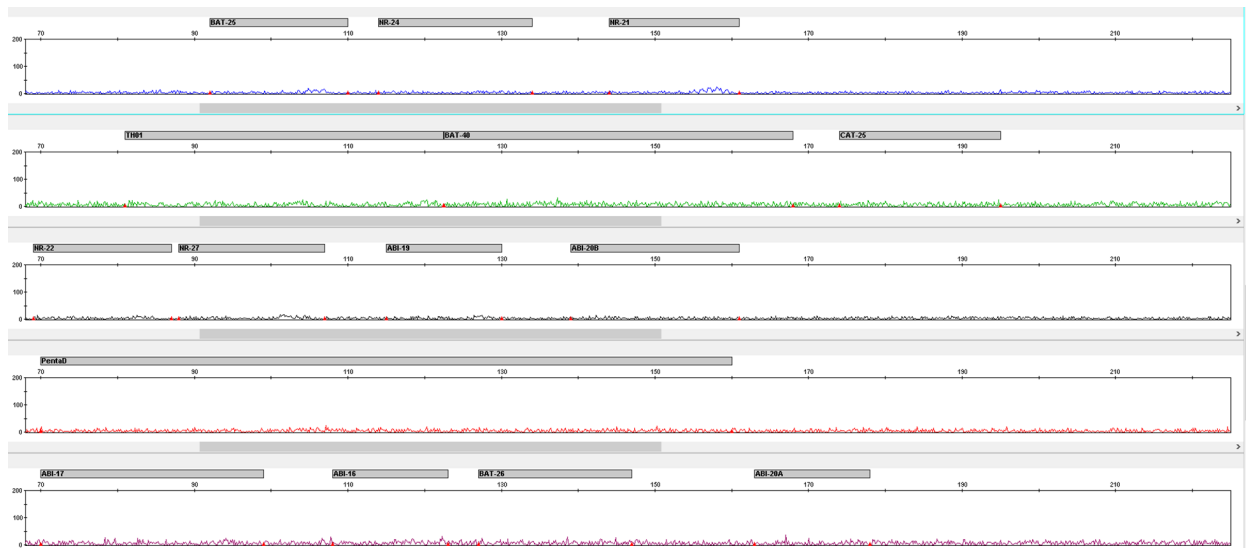 BAT-25 NR-24 NR-21
70 90 110 130 150 170 190 210
200
100
0
TH01 BAT-40 CAT-25
70 90 110 130 150 170 190 210
200
100
0
NR-22 NR-27 ABI-19 ABI-20B
70 90 110 130 150 170 190 210
200
100
0
PentaD
70 90 110 130 150 170 190 210
200
100
0
ABI-17 ABI-16 BAT-26 ABI-20A
70 90 110 130 150 170 190 210
200
100
0